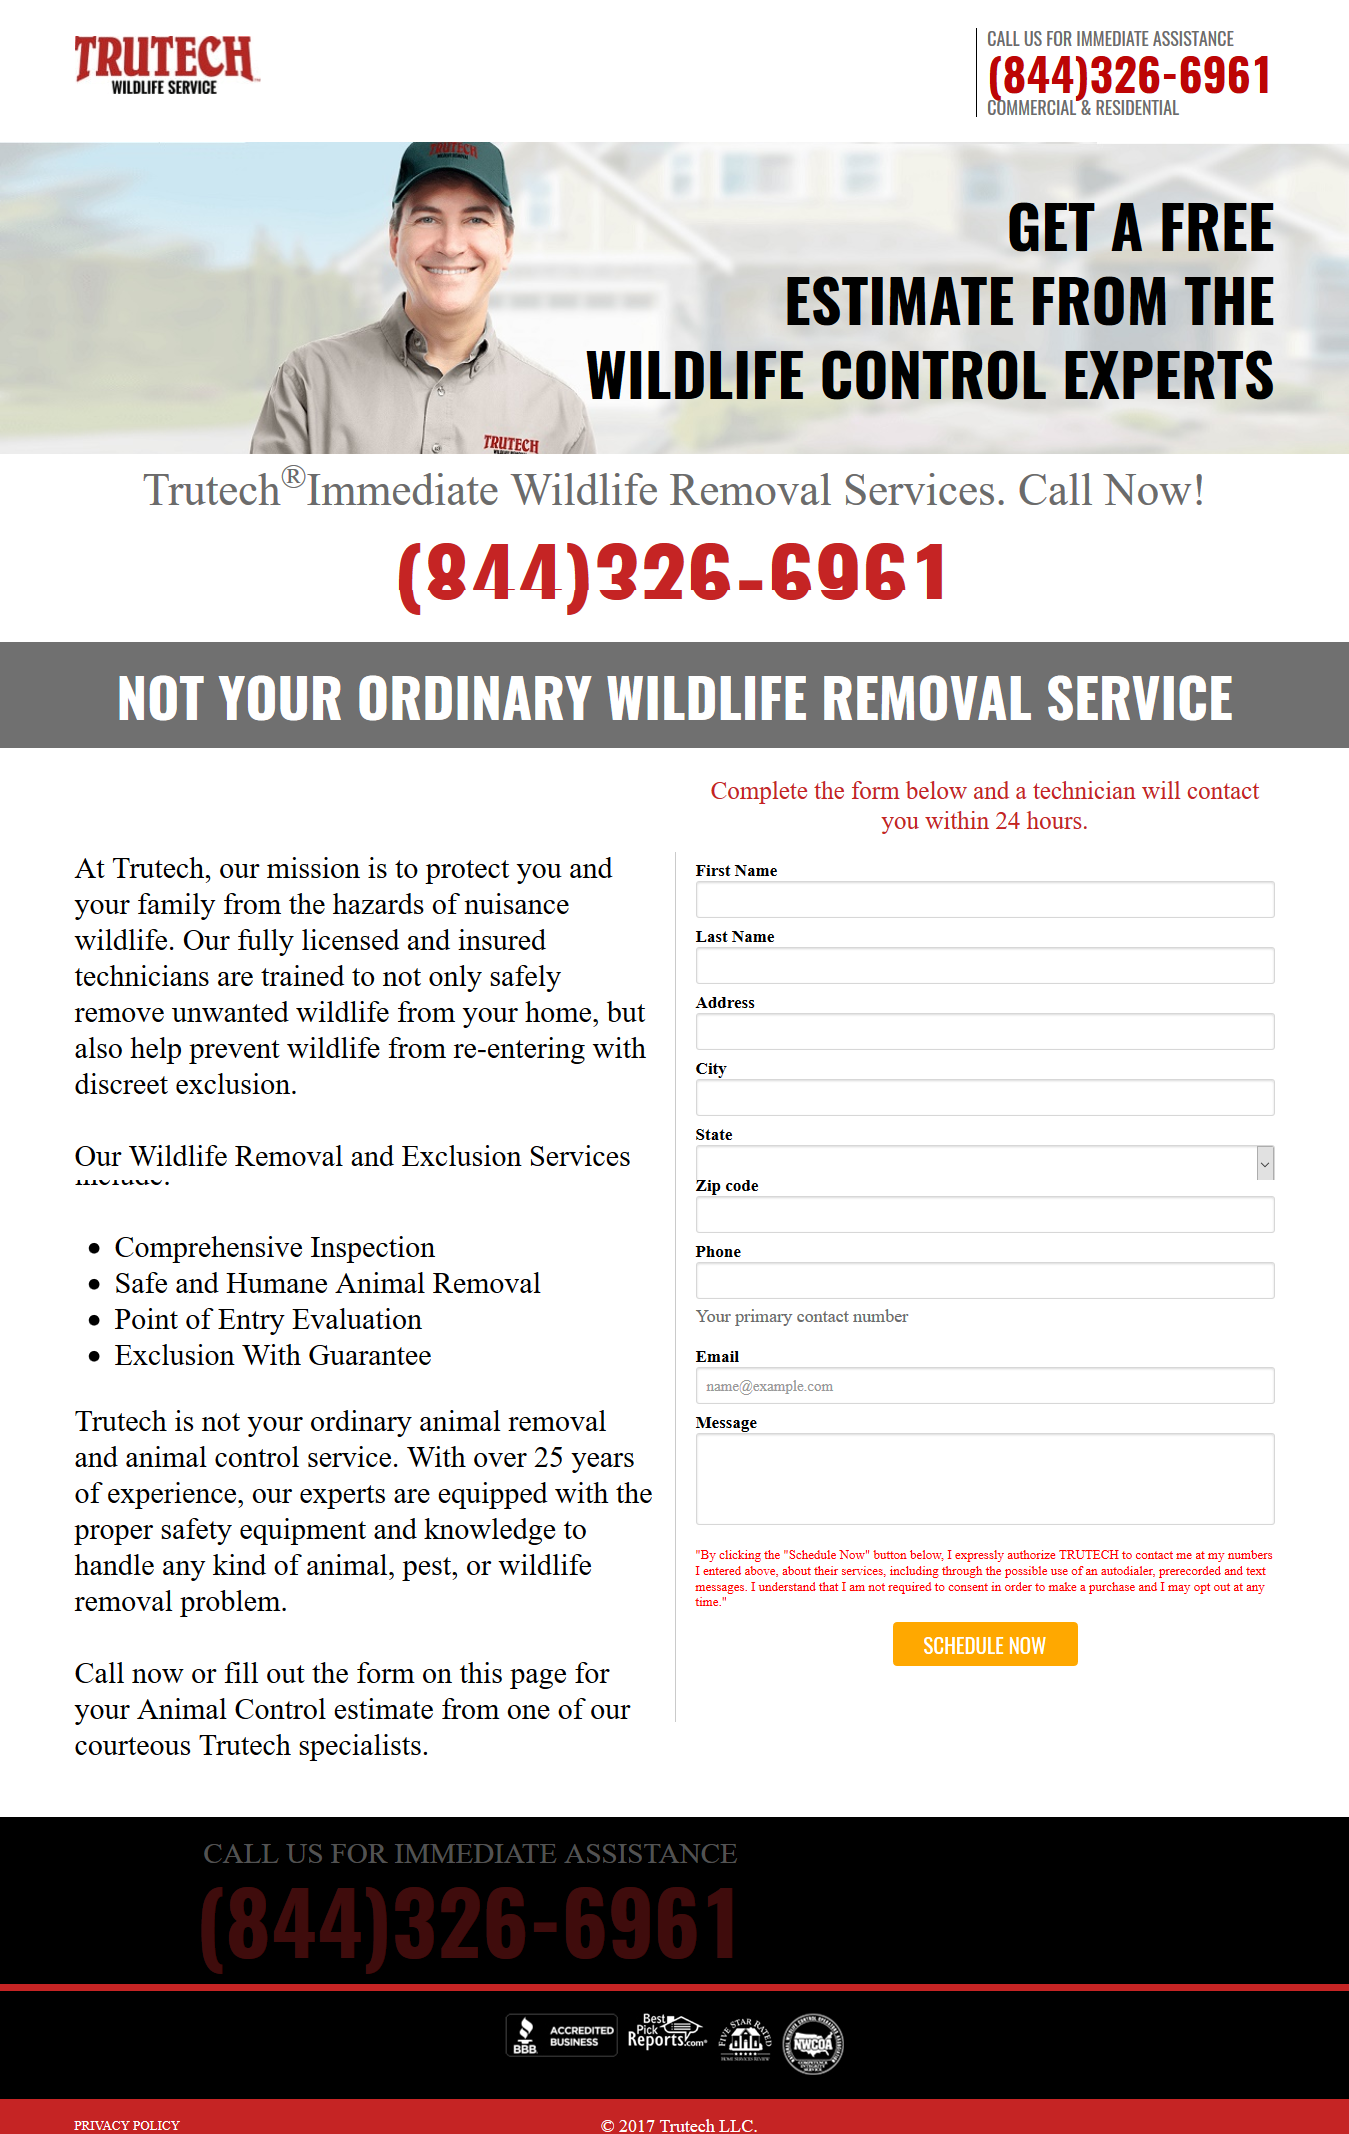 TRUTECH
WILDLIFE SERVICE
CALL US FOR IMMEDIATE ASSISTANCE
(844)326-6961
COMMERCIAL & RESIDENTIAL
TRUTECH
GET A FREE
ESTIMATE FROM THE
WILDLIFE CONTROL EXPERTS
TRUTECH
Trutech®Immediate Wildlife Removal Services. Call Now!
(844)326-6961
NOT YOUR ORDINARY WILDLIFE REMOVAL SERVICE
At Trutech, our mission is to protect you and
your family from the hazards of nuisance
wildlife. Our fully licensed and insured
technicians are trained to not only safely
remove unwanted wildlife from your home, but
also help prevent wildlife from re-entering with
discreet exclusion.
Our Wildlife Removal and Exclusion Services
include:
• Comprehensive Inspection
• Safe and Humane Animal Removal
• Point of Entry Evaluation
• Exclusion With Guarantee
Trutech is not your ordinary animal removal
and animal control service. With over 25 years
of experience, our experts are equipped with the
proper safety equipment and knowledge to
handle any kind of animal, pest, or wildlife
removal problem.
Call now or fill out the form on this page for
your Animal Control estimate from one of our
courteous Trutech specialists.
Complete the form below and a technician will contact
you within 24 hours.
First Name
Last Name
Address
City
State
Zip code
Phone
Your primary contact number
Email
name@example.com
Message
"By clicking the "Schedule Now" button below, I expressly authorize TRUTECH to contact me at my numbers
I entered above, about their services, including through the possible use of an autodialer, prerecorded and text
messages. I understand that I am not required to consent in order to make a purchase and I may opt out at any
time."
SCHEDULE NOW
CALL US FOR IMMEDIATE ASSISTANCE
(844)326-6961
BBB
ACCREDITED
BUSINESS
Best
Pick
Reports.com
FIVE STAR RATED
HOME SERVICES REVIEW
NWCOA
PRIVACY POLICY
© 2017 Trutech LLC.